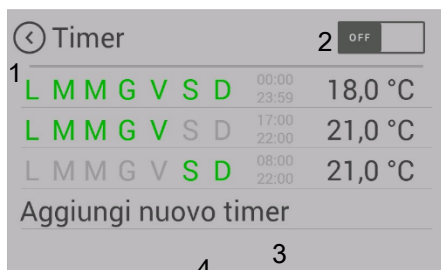 Timer 2 OFF
1
L M M G V S D 00:00 23:59 18,0 °C
L M M G V S D 17:00 22:00 21,0 °C
L M M G V S D 08:00 22:00 21,0 °C
Aggiungi nuovo timer
4 3